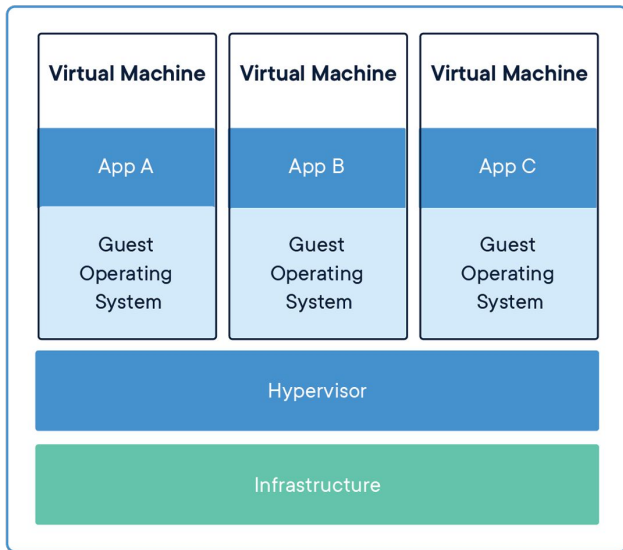 Virtual Machine
Virtual Machine
Virtual Machine
App A
App B
App C
Guest
Operating
System
Guest
Operating
System
Guest
Operating
System
Hypervisor
Infrastructure